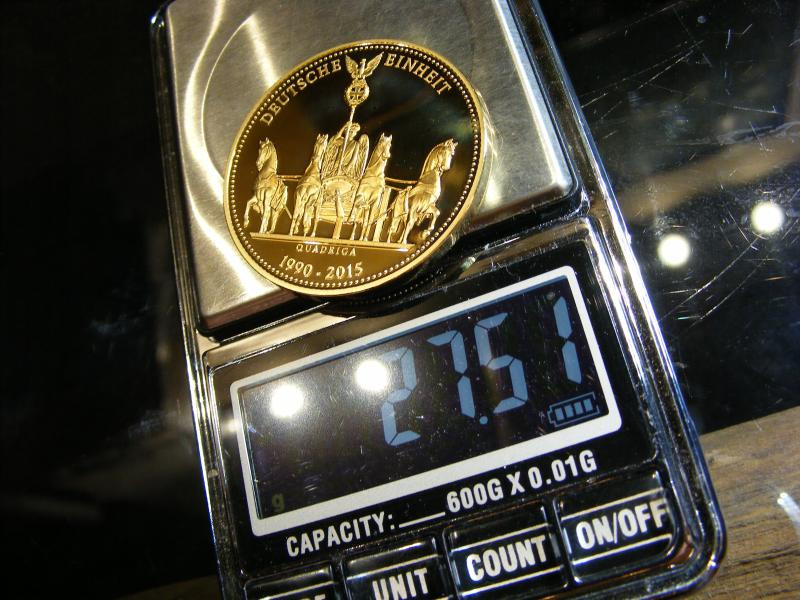 DEUTSCHE EINHEIT
QUADRIGA
1990 - 2015
27.51
g
CAPACITY: 600G X 0.01G
UNIT COUNT ON/OFF